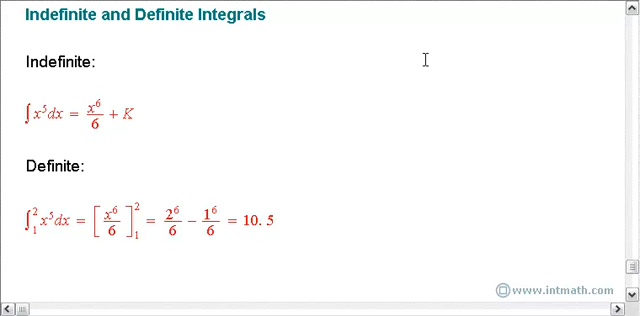 Indefinite and Definite Integrals
Indefinite:
∫ x⁵dx = x⁶/6 + K
Definite:
∫₁² x⁵dx = [x⁶/6]₁² = 2⁶/6 − 1⁶/6 = 10. 5
www.intmath.com